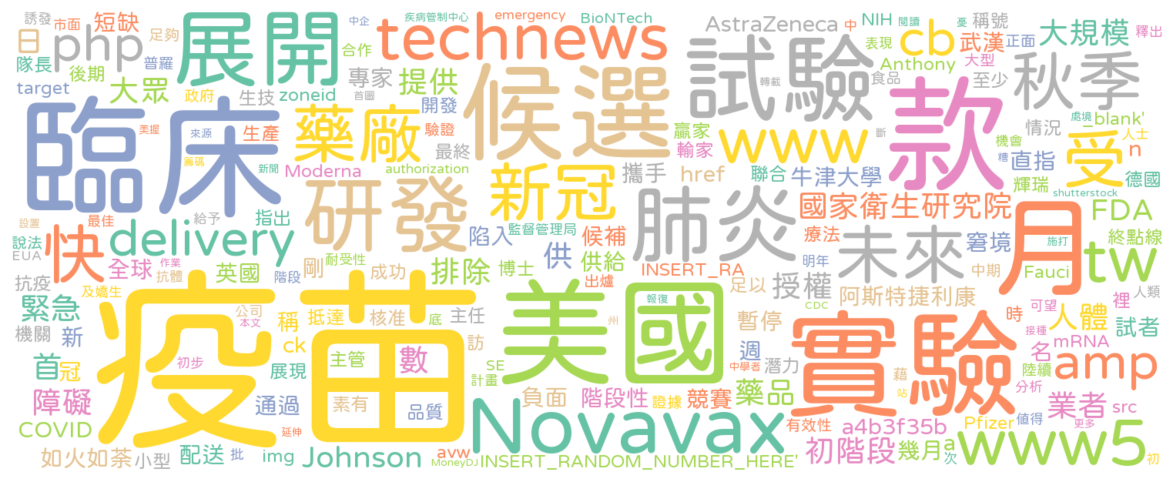 誘發
市面
短缺
中企
疾病管制中心
emergency
BioNTech
AstraZeneca
中
NIH
閱讀
憂
稱號
大規模
釋出
日
php
足夠
展開
technews
合作
試驗
表現
cb
武漢
正面
隊長
後期
普羅
專家
提供
候選
轉載
食品
Anthony
大型
至少
秋季
target
大眾
政府
生技
zoneid
首圖
開發
款
情況
處境
_blank'
臨床
美握
來源
生產
藥廠
驗證
最終
贏家
輸家
www
斷
機會
受
人士
n
籌碼
新聞
Moderna
authorization
研發
新冠
攜手
href
聯合
牛津大學
直指
輝瑞
德國
shutterstock
設置
最佳
給予
指出
肺炎
國家衛生研究院
月
FDA
說法
EUA
快
delivery
陷入
監督管理局
供
候補
療法
未來
窘境
施打
終點線
抗疫
全球
抗體
作業
英國
階段
耐受性
剛
成功
排除
博士
供給
出爐
INSERT_RA
明年
足以
授權
中期
Fauci
tw
緊急
及嬌生
疫苗
公司
本文
稱
抵達
核准
底
主任
美國
報復
州
CDC
阿斯特捷利康
可望
裡
人類
機關
新
ck
訪
暫停
實驗
時
接種
人體
試者
首
冠
初步
展現
主管
數
SE
計畫
週
潛力
中學者
名
mRNA
陸續
amp
障礙
通過
素有
品質
負面
階段性
證據
競賽
藥品
藉
站
分析
業者
src
COVID
延伸
Novavax
有效性
a4b3f35b
Pfizer
值得
更多
如火如荼
小型
配送
批
img
Johnson
avw
MoneyDJ
INSERT_RANDOM_NUMBER_HERE'
初階段
幾月
a
次
www5
初